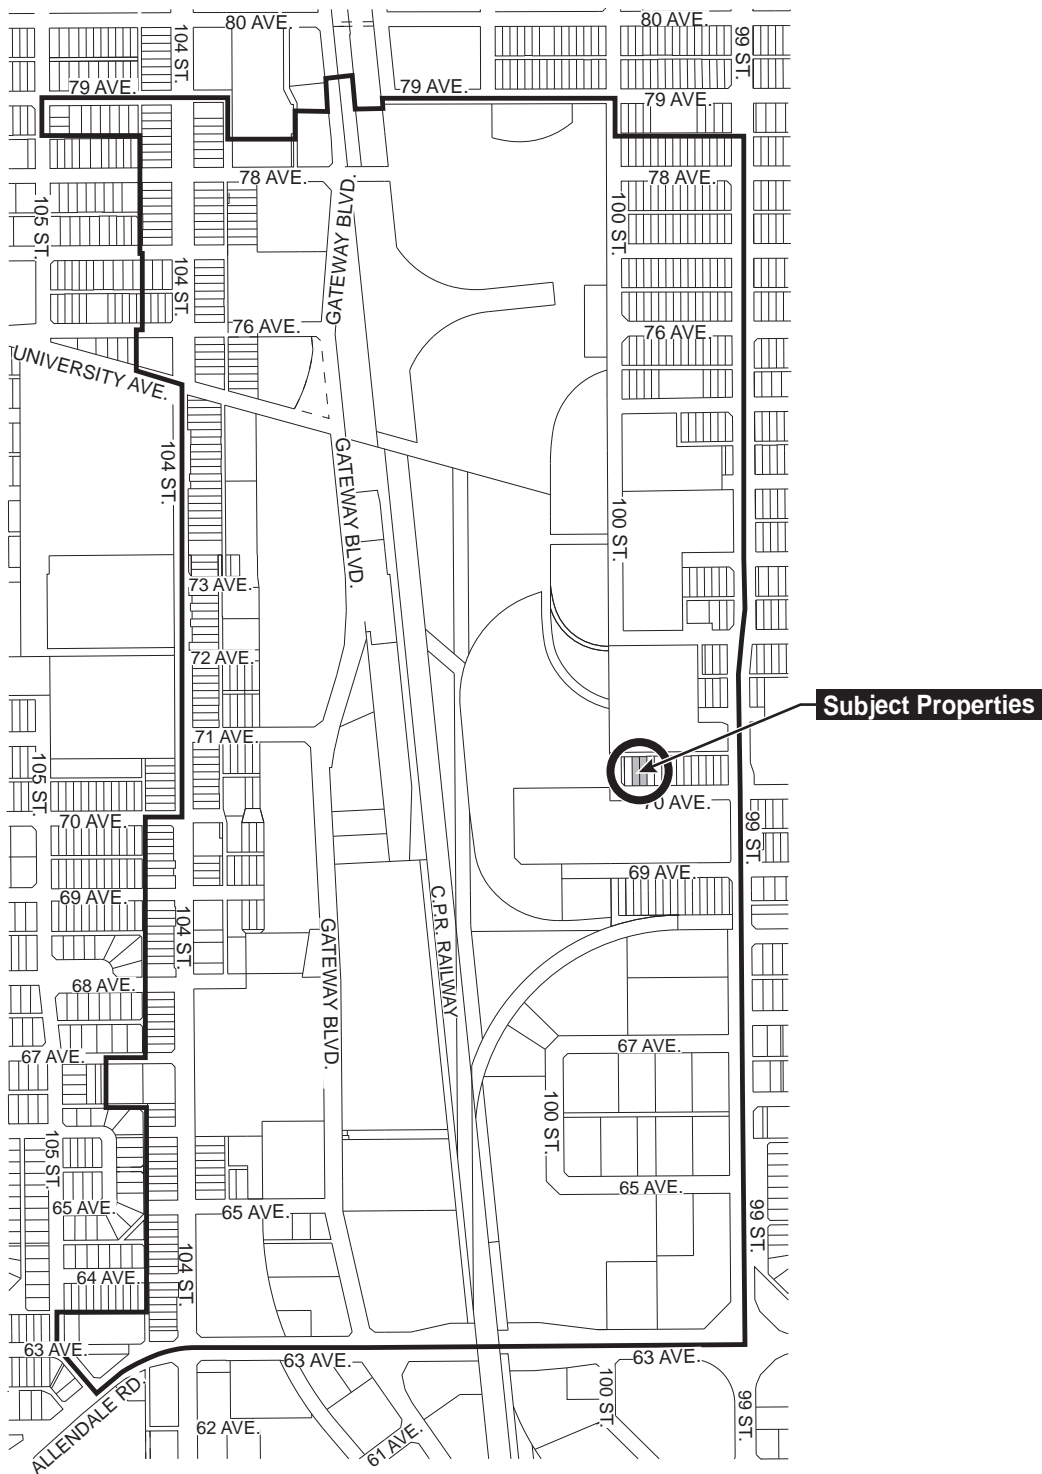 80 AVE.
80 AVE.
104 ST.
99 ST.
79 AVE.
79 AVE.
79 AVE.
78 AVE.
78 AVE.
105 ST.
100 ST.
GATEWAY BLVD.
104 ST.
76 AVE.
76 AVE.
UNIVERSITY AVE.
104 ST.
GATEWAY BLVD.
100 ST.
73 AVE.
72 AVE.
Subject Properties
71 AVE.
105 ST.
70 AVE.
70 AVE.
99 ST.
69 AVE.
69 AVE.
104 ST.
C.P.R. RAILWAY
GATEWAY BLVD.
68 AVE.
67 AVE.
67 AVE.
100 ST.
105 ST.
65 AVE.
65 AVE.
65 AVE.
99 ST.
104 ST.
64 AVE.
63 AVE.
63 AVE.
63 AVE.
ALLENDALE RD.
100 ST.
99 ST.
62 AVE.
61 AVE.